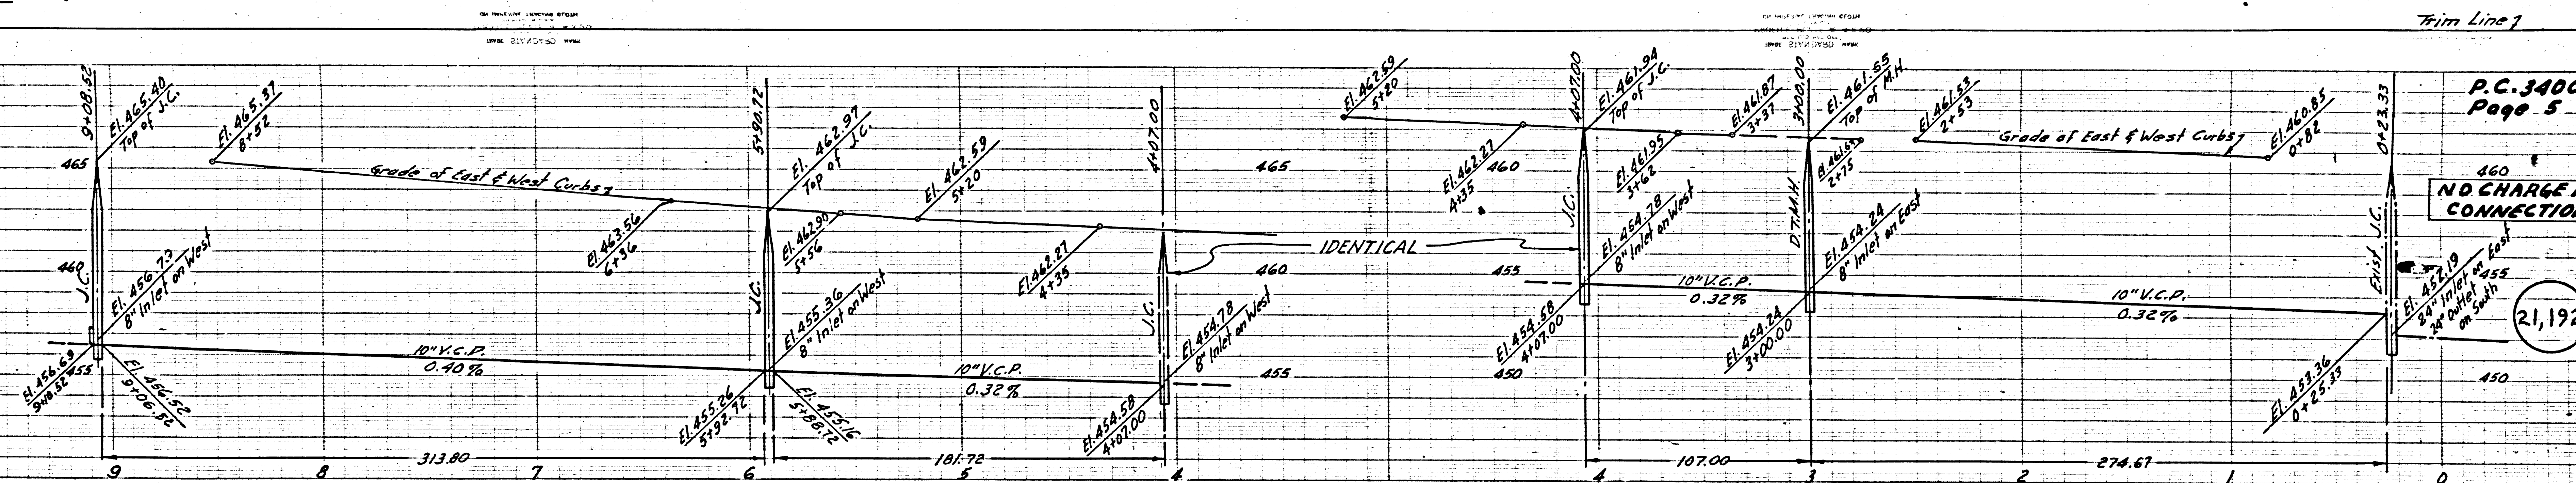 Trim Line
P.C. 3400
Page 5
9+08.52
El. 465.40
Top of J.C.
El. 465.37
8+52
465
Grade of East & West Curbs
El. 463.56
6+36
5+90.72
El. 462.97
Top of J.C.
El. 462.90
5+56
El. 462.59
5+20
El. 462.27
4+35
4+07.00
460
J.C.
El. 456.73
8" Inlet on West
J.C.
El. 455.36
8" Inlet on West
J.C.
El. 454.78
8" Inlet on West
El. 456.69
455
El. 456.52
9+06.52
10" V.C.P.
0.40%
El. 455.26
5+92.72
El. 455.16
5+88.72
10" V.C.P.
0.32%
El. 454.58
4+07.00
465
460
455
IDENTICAL
El. 462.59
5+20
El. 462.27
4+35
460
455
450
4+07.00
El. 461.94
Top of J.C.
El. 461.95
3+62
El. 461.87
3+37
3+00.00
El. 461.65
Top of M.H.
2+75
El. 461.53
2+53
Grade of East & West Curbs
El. 460.85
0+82
0+23.33
J.C.
El. 454.78
8" Inlet on West
D.T.M.H.
El. 454.24
8" Inlet on East
El. 454.58
4+07.00
10" V.C.P.
0.32%
El. 454.24
3+00.00
10" V.C.P.
0.32%
El. 453.36
0+25.33
Exist. J.C.
El. 452.19
24" Inlet on East
24" Outlet
on South
460
NO CHARGE
CONNECTION
455
21,192
450
313.80
181.72
107.00
274.67
9 8 7 6 5 4 4 3 2 1 0